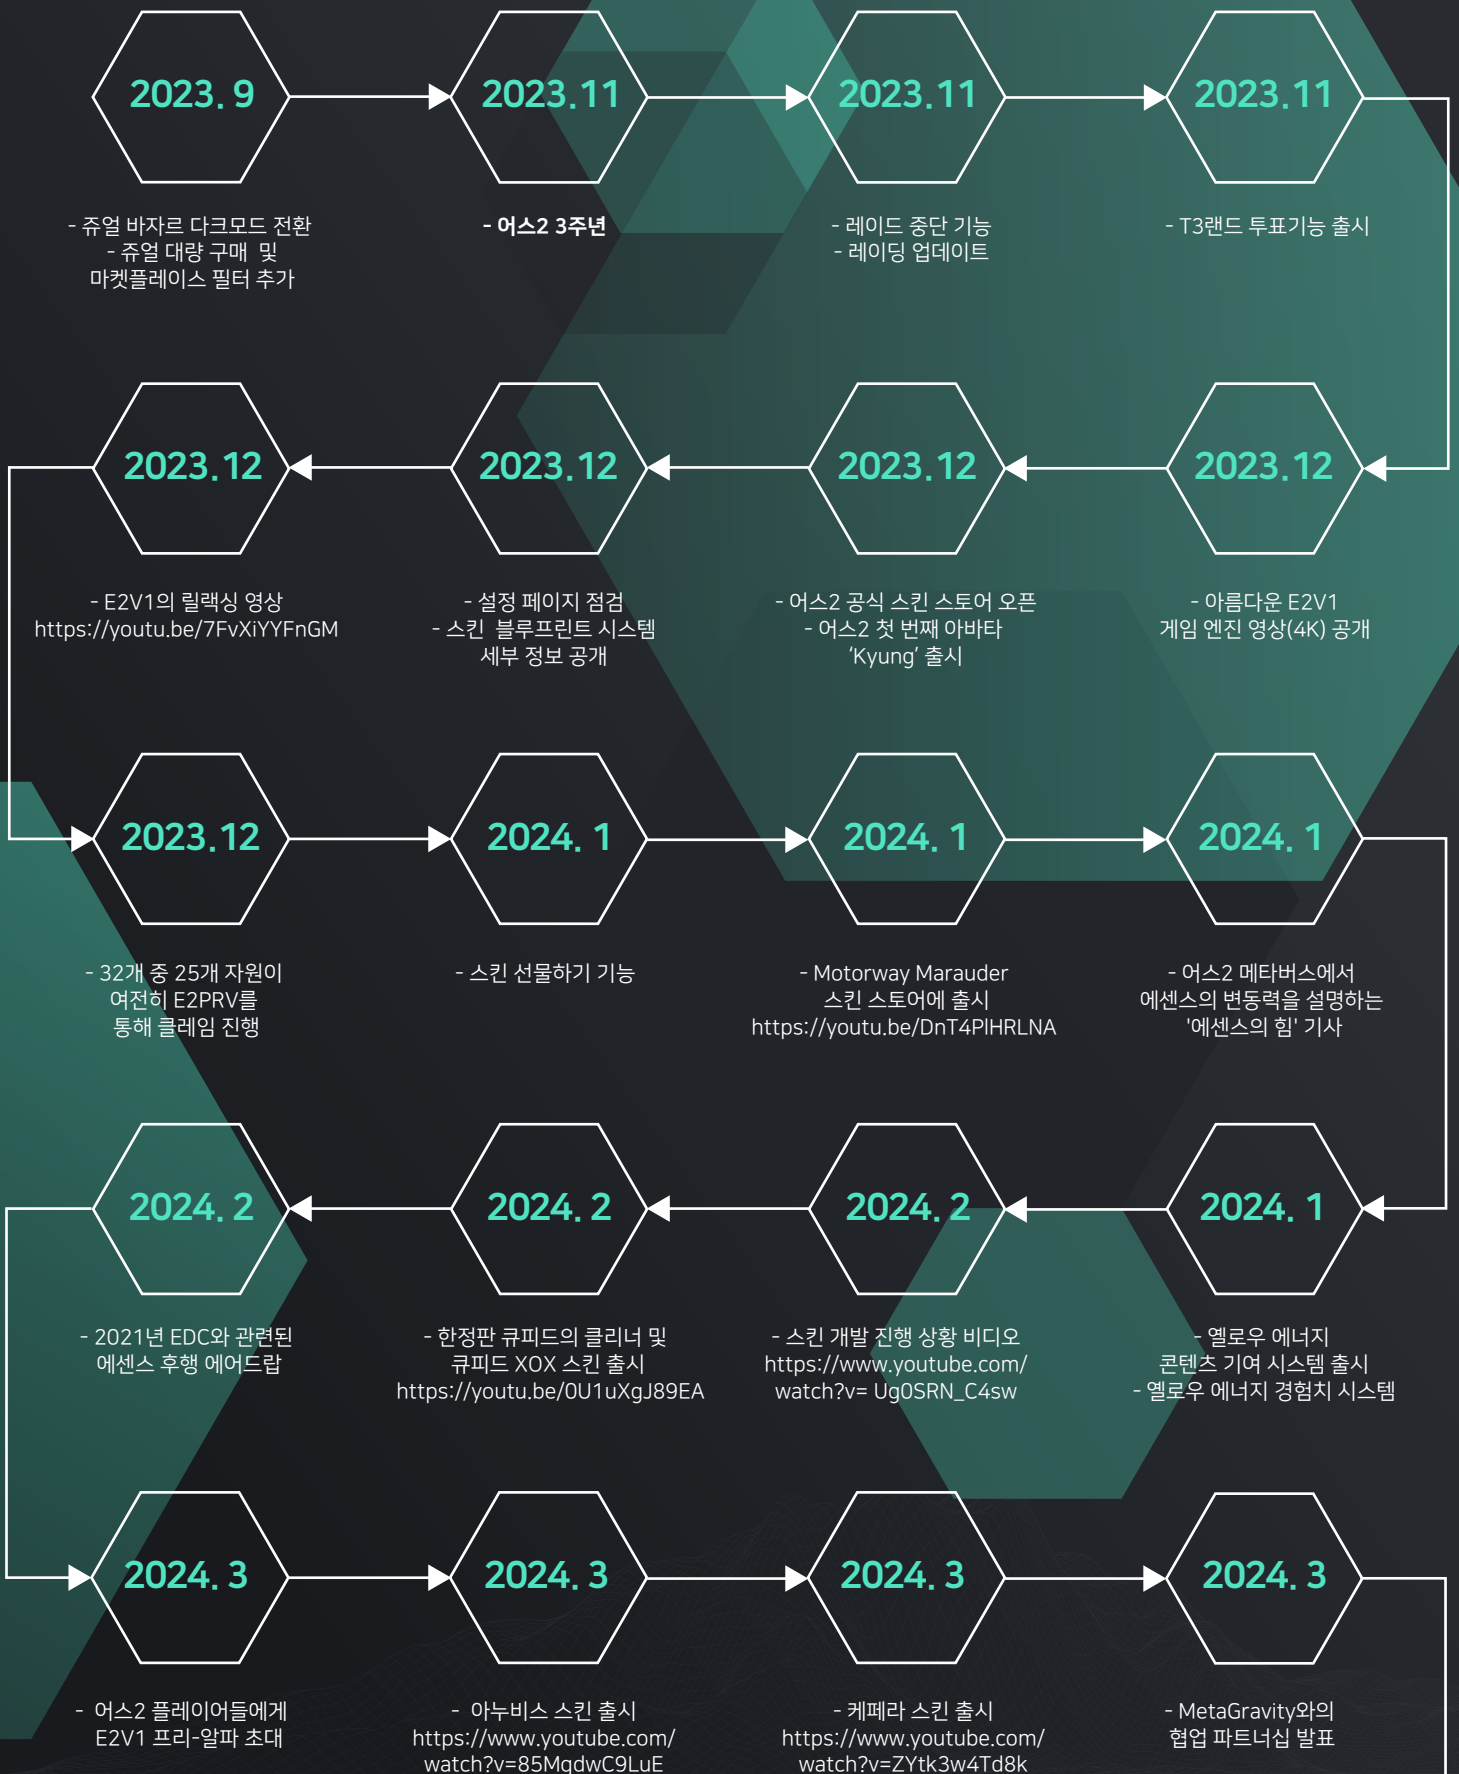 2023. 9
- 쥬얼 바자르 다크모드 전환
- 쥬얼 대량 구매 및
마켓플레이스 필터 추가
2023.11
- 어스2 3주년
2023.11
- 레이드 중단 기능
- 레이딩 업데이트
2023.11
- T3랜드 투표기능 출시
2023.12
- 아름다운 E2V1
게임 엔진 영상(4K) 공개
2023.12
- 어스2 공식 스킨 스토어 오픈
- 어스2 첫 번째 아바타
‘Kyung’ 출시
2023.12
- 설정 페이지 점검
- 스킨 블루프린트 시스템
세부 정보 공개
2023.12
- E2V1의 릴랙싱 영상
https://youtu.be/7FvXiYYFnGM
2023.12
- 32개 중 25개 자원이
여전히 E2PRV를
통해 클레임 진행
2024. 1
- 스킨 선물하기 기능
2024. 1
- Motorway Marauder
스킨 스토어에 출시
https://youtu.be/DnT4PlHRLNA
2024. 1
- 어스2 메타버스에서
에센스의 변동력을 설명하는
'에센스의 힘' 기사
2024. 1
- 옐로우 에너지
콘텐츠 기여 시스템 출시
- 옐로우 에너지 경험치 시스템
2024. 2
- 스킨 개발 진행 상황 비디오
https://www.youtube.com/
watch?v= Ug0SRN_C4sw
2024. 2
- 한정판 큐피드의 클리너 및
큐피드 XOX 스킨 출시
https://youtu.be/0U1uXgJ89EA
2024. 2
- 2021년 EDC와 관련된
에센스 후행 에어드랍
2024. 3
- 어스2 플레이어들에게
E2V1 프리-알파 초대
2024. 3
- 아누비스 스킨 출시
https://www.youtube.com/
watch?v=85MqdwC9LuE
2024. 3
- 케페라 스킨 출시
https://www.youtube.com/
watch?v=ZYtk3w4Td8k
2024. 3
- MetaGravity와의
협업 파트너십 발표